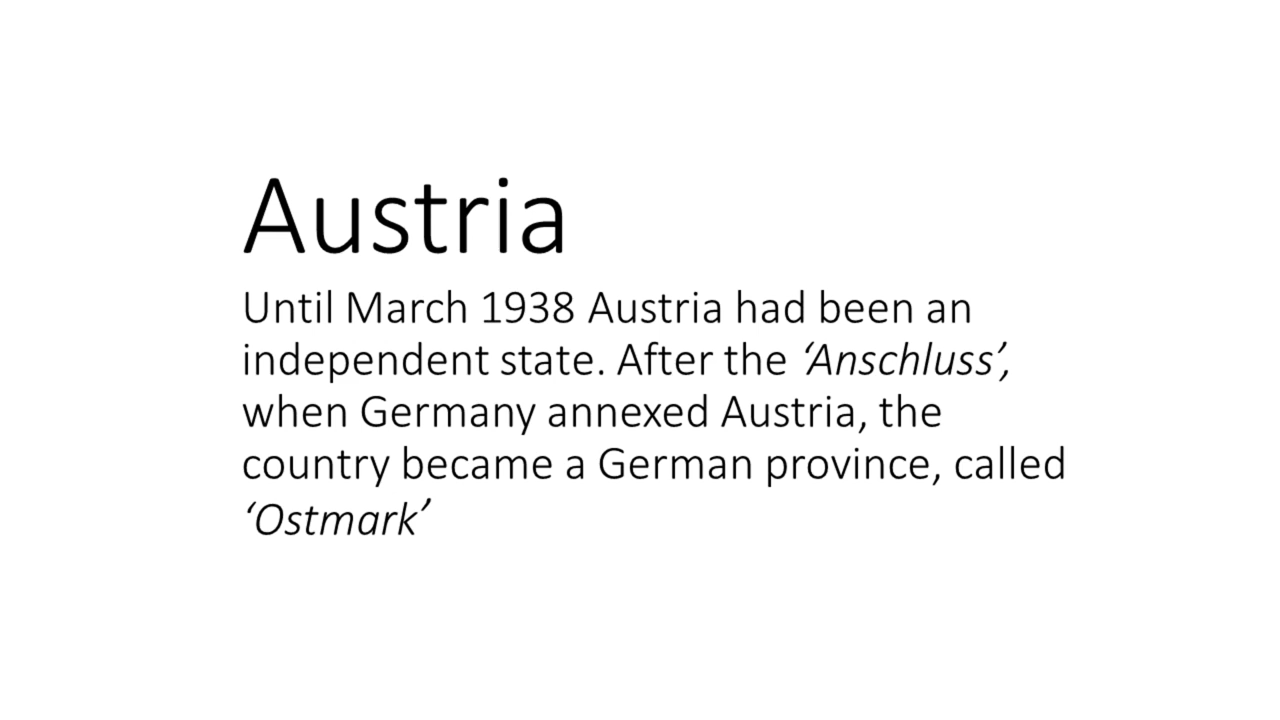 Austria
Until March 1938 Austria had been an
independent state. After the ‘Anschluss’,
when Germany annexed Austria, the
country became a German province, called
‘Ostmark’